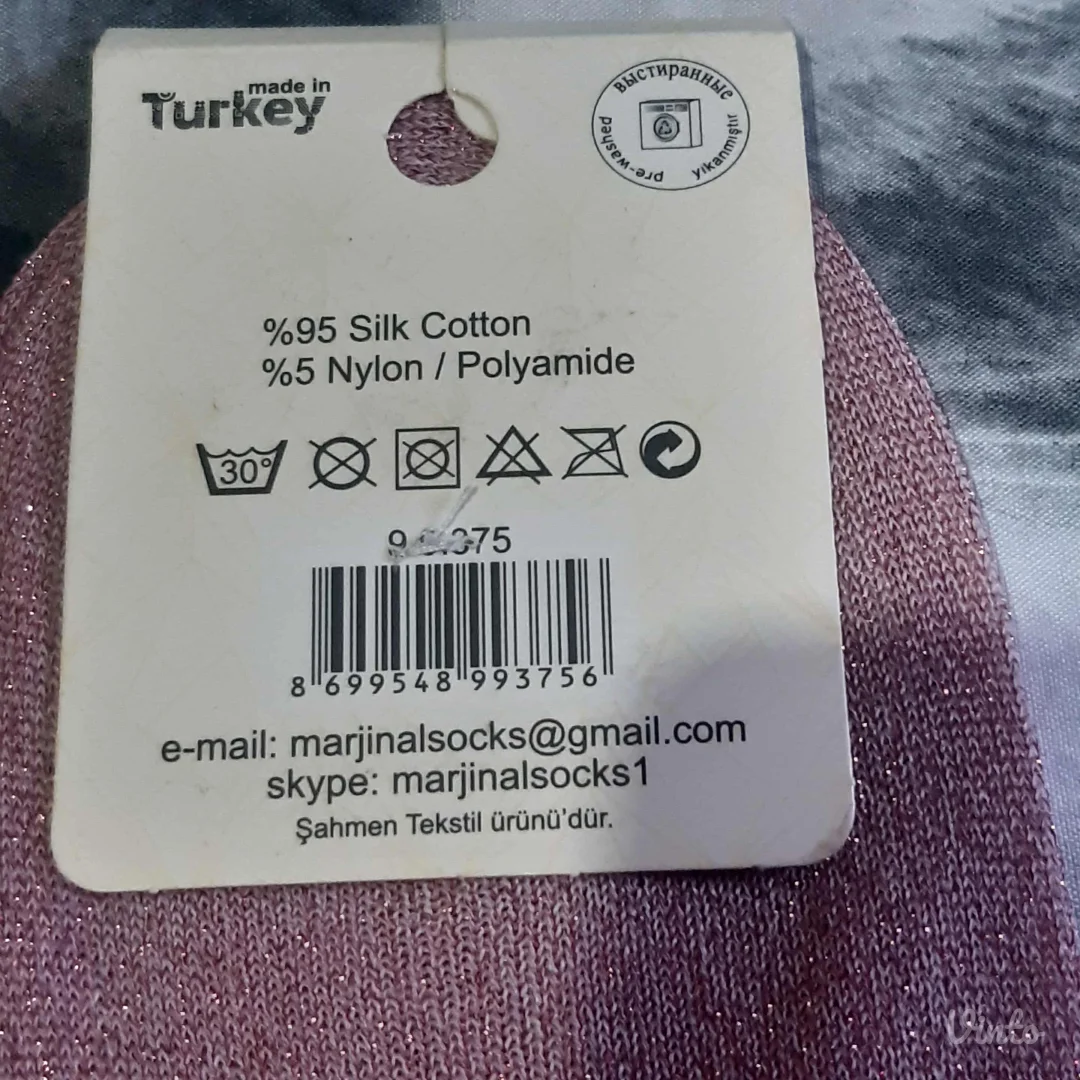 made in
Turkey
выстиранные
pre-washed
yıkanmıştır
%95 Silk Cotton
%5 Nylon / Polyamide
30°
8 699548 993756
e-mail: marjinalsocks@gmail.com
skype: marjinalsocks1
Şahmen Tekstil ürünü'dür.
Vinto